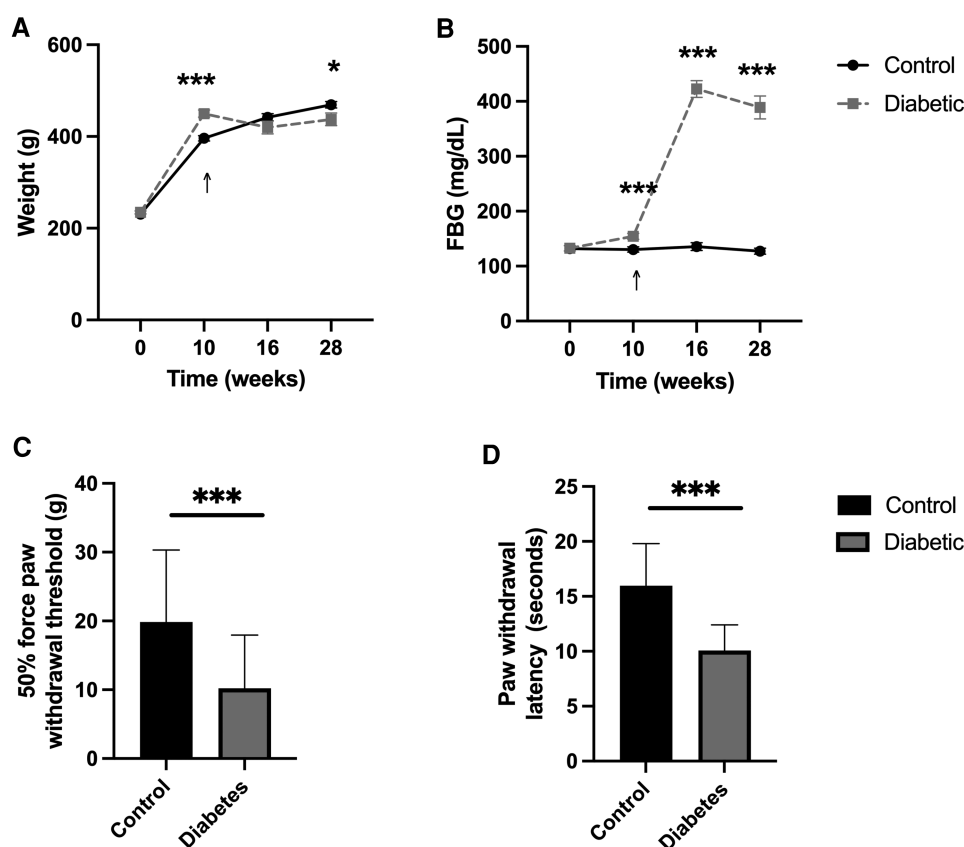 A
600
400
200
0
Weight (g)
***
*
↑
0 10 16 28
Time (weeks)
B
500
400
300
200
100
0
FBG (mg/dL)
***
***
***
↑
0 10 16 28
Time (weeks)
Control
Diabetic
C
40
30
20
10
0
50% force paw
withdrawal threshold (g)
***
Control
Diabetes
D
25
20
15
10
5
0
Paw withdrawal
latency (seconds)
***
Control
Diabetes
Control
Diabetic